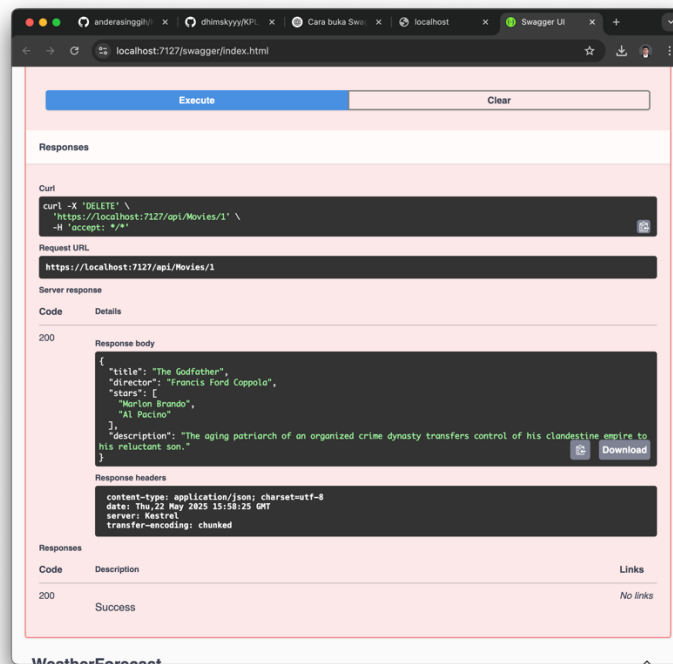 anderasinggih/
dhimskyyy/KPL_
Cara buka Swag
localhost
Swagger UI
localhost:7127/swagger/index.html
Execute
Clear
Responses
Curl
curl -X 'DELETE' \
'https://localhost:7127/api/Movies/1' \
-H 'accept: */*'
Request URL
https://localhost:7127/api/Movies/1
Server response
Code Details
200
Response body
{
"title": "The Godfather",
"director": "Francis Ford Coppola",
"stars": [
"Marlon Brando",
"Al Pacino"
],
"description": "The aging patriarch of an organized crime dynasty transfers control of his clandestine empire to
his reluctant son."
}
Download
Response headers
content-type: application/json; charset=utf-8
date: Thu,22 May 2025 15:58:25 GMT
server: Kestrel
transfer-encoding: chunked
Responses
Code Description Links
200 Success No links
WeatherForecast